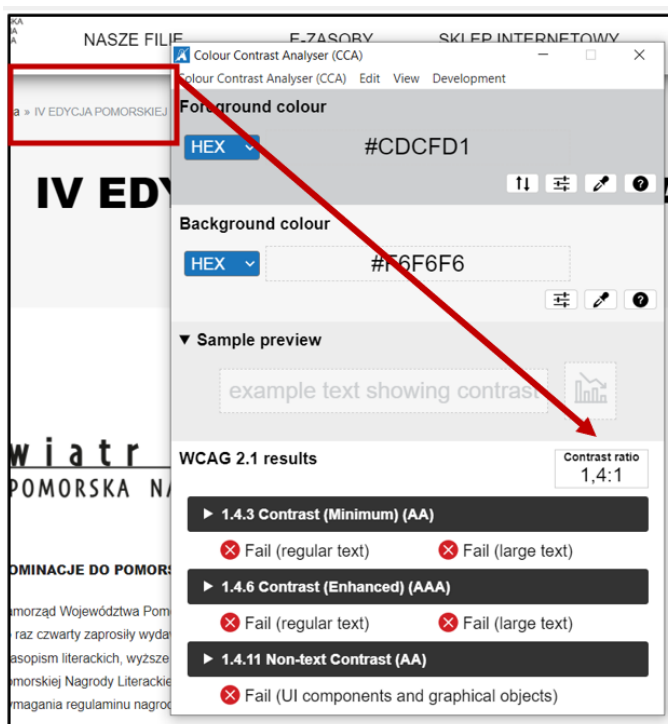 SKA
IA
A
NASZE FILIE
E-ZASOBY
SKLEP INTERNETOWY
Colour Contrast Analyser (CCA)
Colour Contrast Analyser (CCA) Edit View Development
a » IV EDYCJA POMORSKIEJ
Foreground colour
HEX
#CDCFD1
IV EDY
Background colour
HEX
#F6F6F6
▼ Sample preview
example text showing contrast
wiatr
POMORSKA NA
WCAG 2.1 results
Contrast ratio
1,4:1
▶ 1.4.3 Contrast (Minimum) (AA)
Fail (regular text) Fail (large text)
▶ 1.4.6 Contrast (Enhanced) (AAA)
Fail (regular text) Fail (large text)
▶ 1.4.11 Non-text Contrast (AA)
Fail (UI components and graphical objects)
OMINACJE DO POMORS
amorząd Województwa Pom
raz czwarty zaprosiły wydaw
asopism literackich, wyższe
omorskiej Nagrody Literackie
ymagania regulaminu nagrod